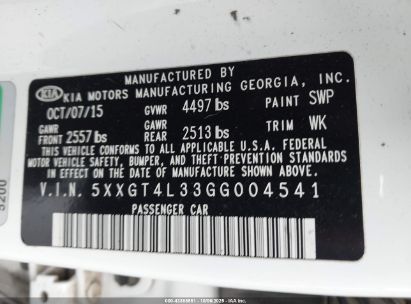 MANUFACTURED BY
KIA KIA MOTORS MANUFACTURING GEORGIA, INC.
OCT/07/15 GVWR 4497 lbs PAINT SWP
GAWR FRONT 2557 lbs GAWR REAR 2513 lbs TRIM WK
THIS VEHICLE CONFORMS TO ALL APPLICABLE U.S.A. FEDERAL
MOTOR VEHICLE SAFETY, BUMPER, AND THEFT PREVENTION STANDARDS
IN EFFECT ON THE DATE OF MANUFACTURE SHOWN ABOVE.
V.I.N. 5XXGT4L33GG004541
PASSENGER CAR
5200